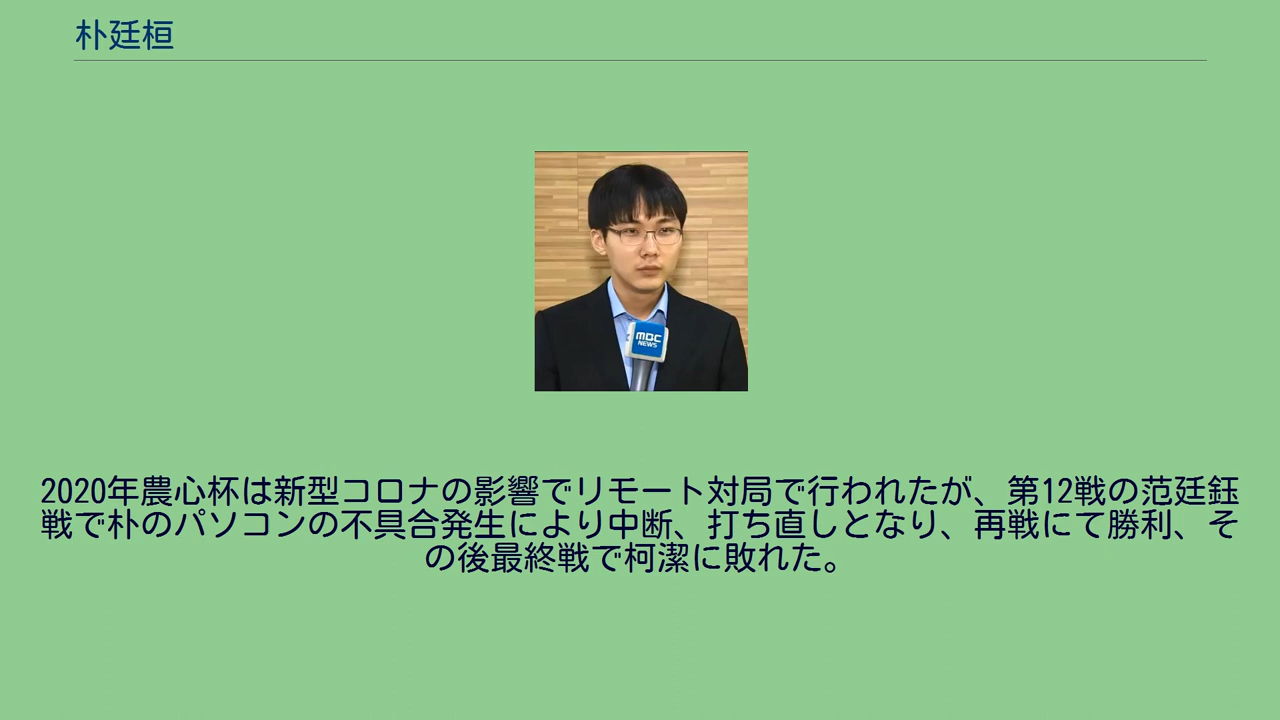 朴廷桓
MBC
NEWS
2020年農心杯は新型コロナの影響でリモート対局で行われたが、第12戦の范廷鈺
戦で朴のパソコンの不具合発生により中断、打ち直しとなり、再戦にて勝利、そ
の後最終戦で柯潔に敗れた。